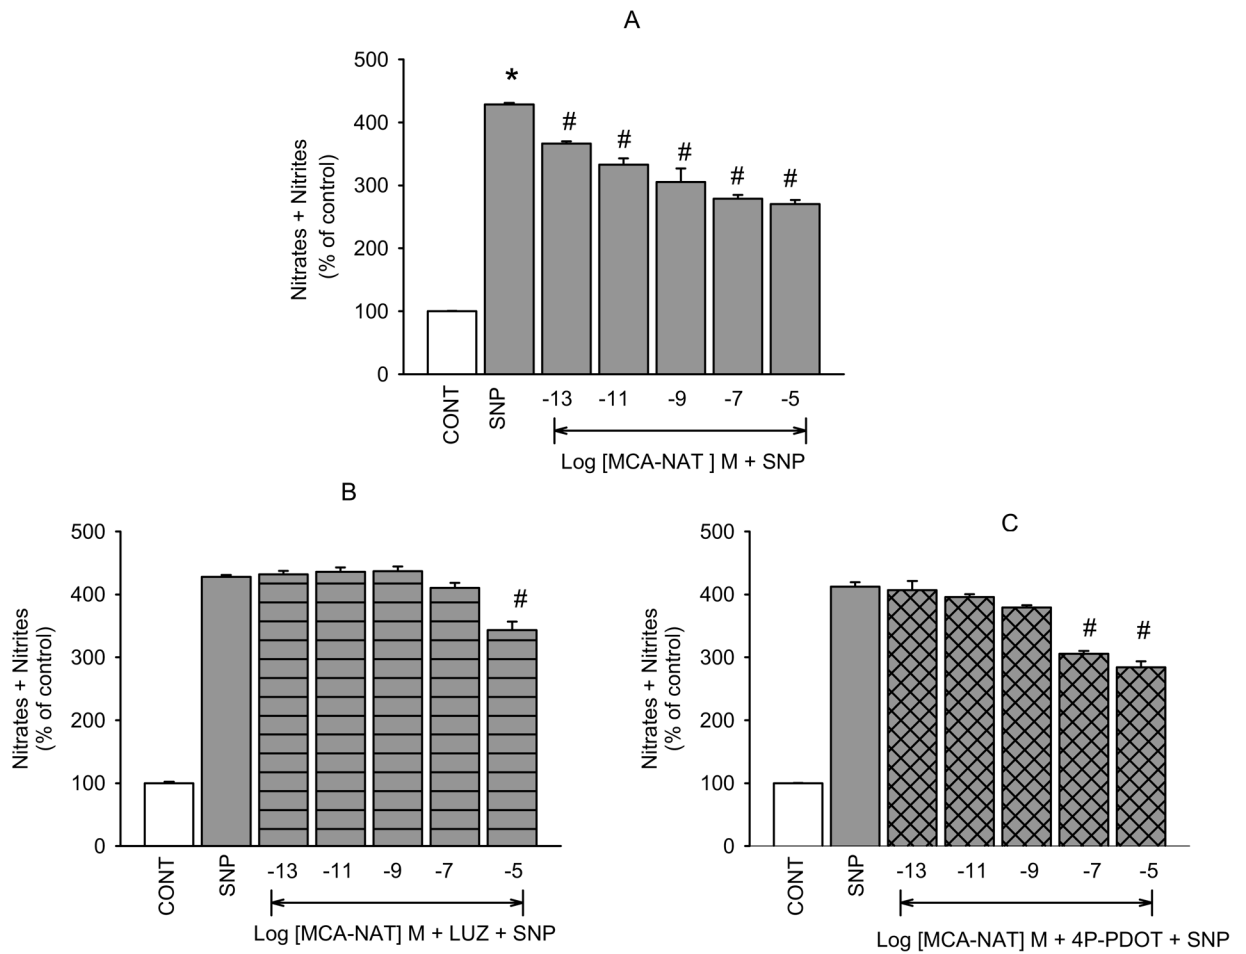 A
500
400
300
200
100
0
Nitrates + Nitrites
(% of control)
*
#
#
#
#
#
CONT
SNP
-13
-11
-9
-7
-5
Log [MCA-NAT ] M + SNP
B
500
400
300
200
100
0
Nitrates + Nitrites
(% of control)
#
CONT
SNP
-13
-11
-9
-7
-5
Log [MCA-NAT] M + LUZ + SNP
C
500
400
300
200
100
0
Nitrates + Nitrites
(% of control)
#
#
CONT
SNP
-13
-11
-9
-7
-5
Log [MCA-NAT] M + 4P-PDOT + SNP